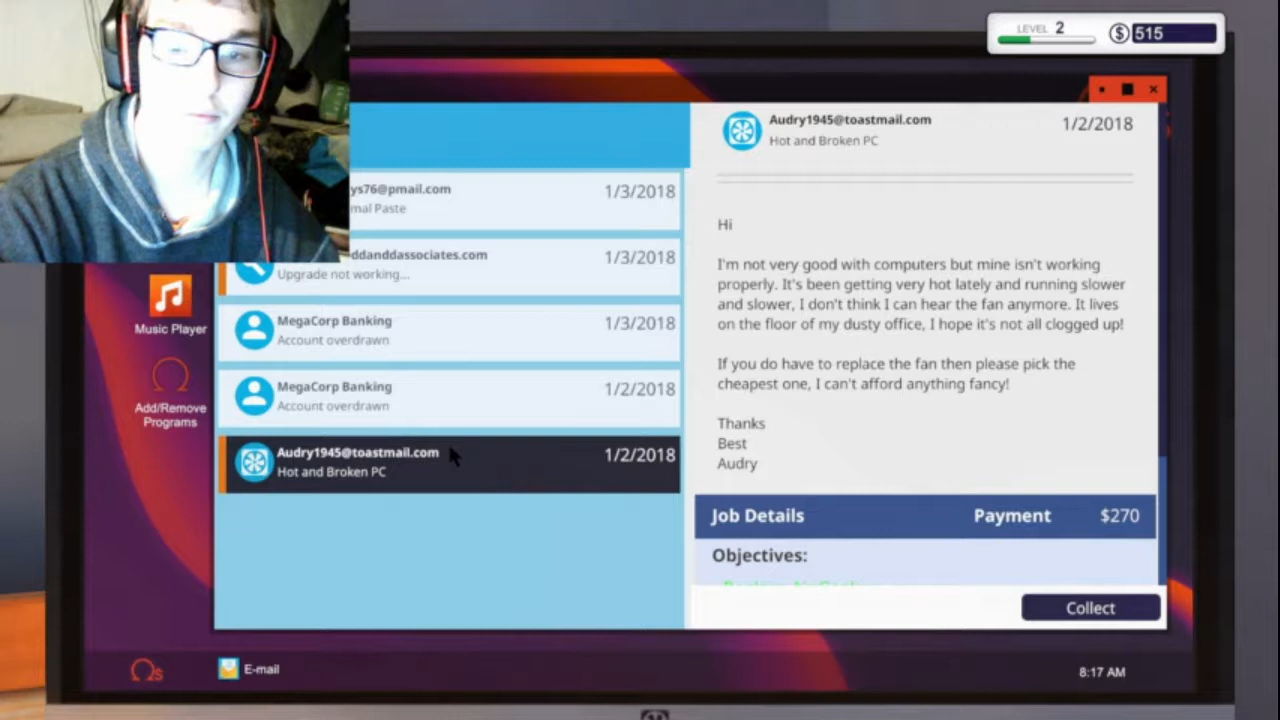 LEVEL 2
$ 515
Audry1945@toastmail.com
1/2/2018
Hot and Broken PC
ys76@pmail.com
1/3/2018
mal Paste
ddanddassociates.com
1/3/2018
Upgrade not working...
MegaCorp Banking
1/3/2018
Account overdrawn
MegaCorp Banking
1/2/2018
Account overdrawn
Audry1945@toastmail.com
1/2/2018
Hot and Broken PC
Hi
I'm not very good with computers but mine isn't working
properly. It's been getting very hot lately and running slower
and slower, I don't think I can hear the fan anymore. It lives
on the floor of my dusty office, I hope it's not all clogged up!
If you do have to replace the fan then please pick the
cheapest one, I can't afford anything fancy!
Thanks
Best
Audry
Job Details
Payment
$270
Objectives:
Collect
Music Player
Add/Remove
Programs
Ωs
E-mail
8:17 AM